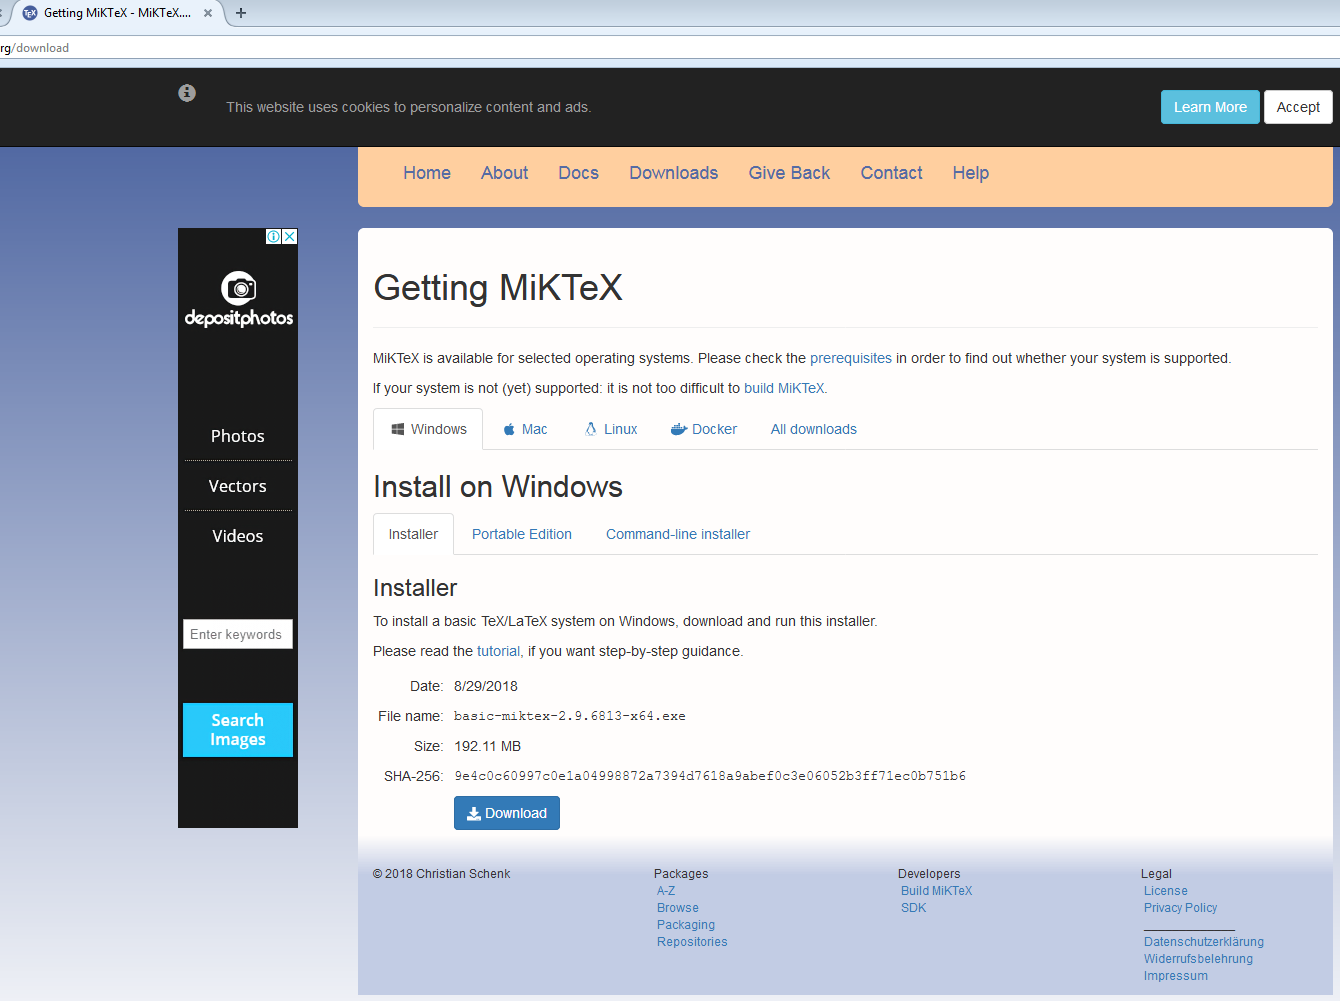 Getting MiKTeX - MiKTeX....
rg/download
This website uses cookies to personalize content and ads.
Learn More
Accept
Home About Docs Downloads Give Back Contact Help
depositphotos
Photos
Vectors
Videos
Enter keywords
Search
Images
Getting MiKTeX
MiKTeX is available for selected operating systems. Please check the prerequisites in order to find out whether your system is supported.
If your system is not (yet) supported: it is not too difficult to build MiKTeX.
Windows Mac Linux Docker All downloads
Install on Windows
Installer Portable Edition Command-line installer
Installer
To install a basic TeX/LaTeX system on Windows, download and run this installer.
Please read the tutorial, if you want step-by-step guidance.
Date: 8/29/2018
File name: basic-miktex-2.9.6813-x64.exe
Size: 192.11 MB
SHA-256: 9e4c0c60997c0e1a04998872a7394d7618a9abef0c3e06052b3ff71ec0b751b6
Download
© 2018 Christian Schenk
Packages
A-Z
Browse
Packaging
Repositories
Developers
Build MiKTeX
SDK
Legal
License
Privacy Policy
Datenschutzerklärung
Widerrufsbelehrung
Impressum